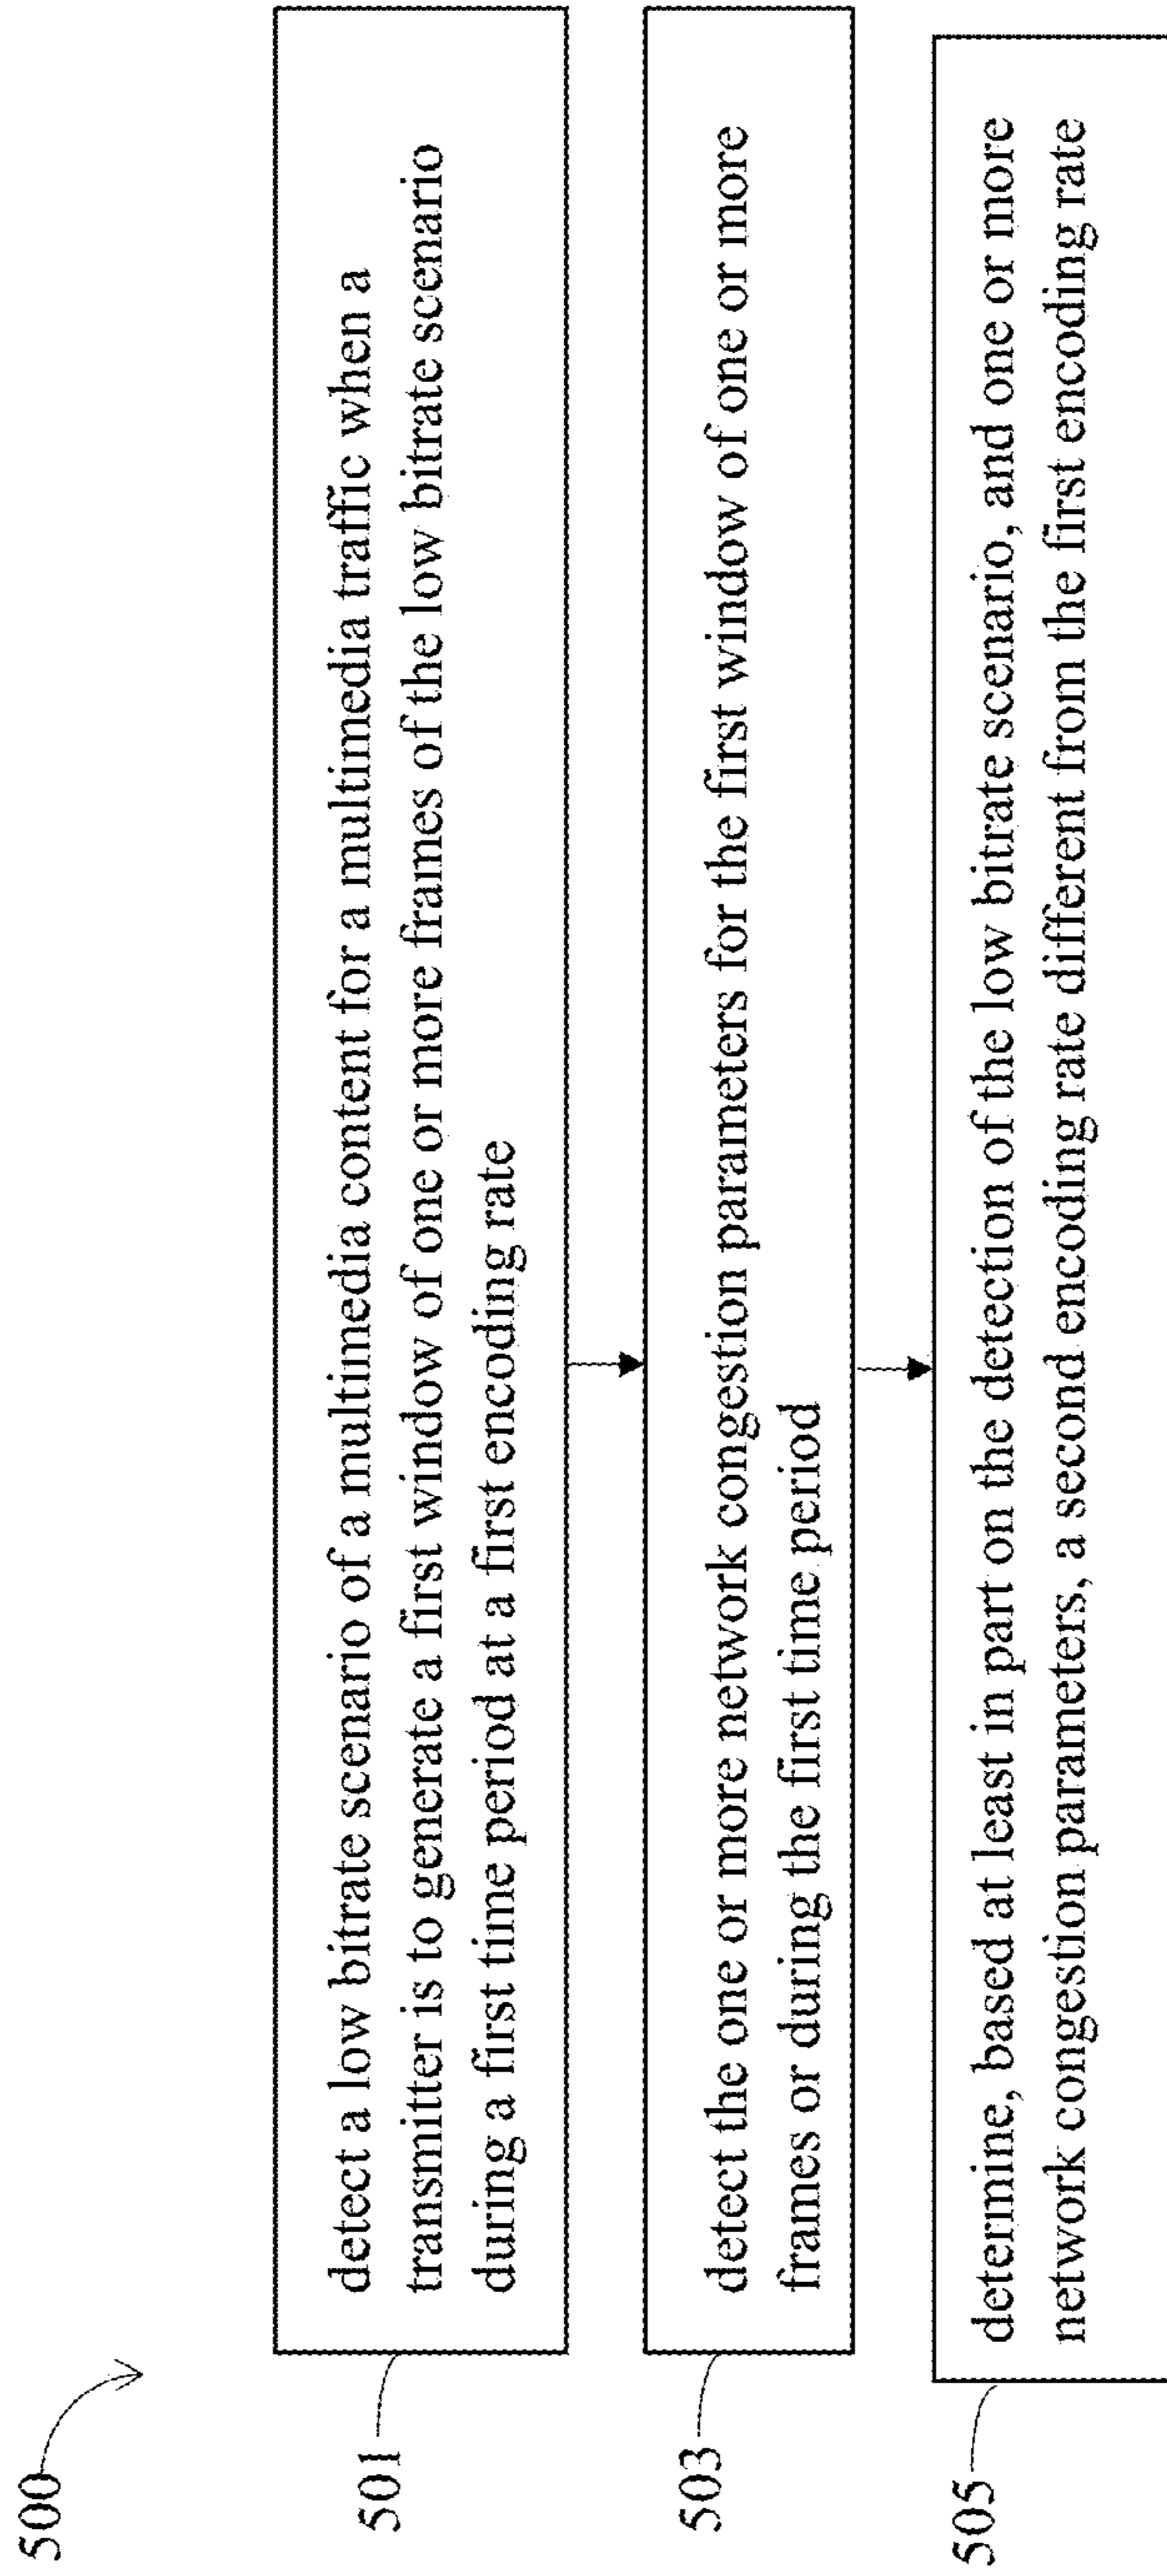 500
501
detect a low bitrate scenario of a multimedia content for a multimedia traffic when a
transmitter is to generate a first window of one or more frames of the low bitrate scenario
during a first time period at a first encoding rate
503
detect the one or more network congestion parameters for the first window of one or more
frames or during the first time period
505
determine, based at least in part on the detection of the low bitrate scenario, and one or more
network congestion parameters, a second encoding rate different from the first encoding rate